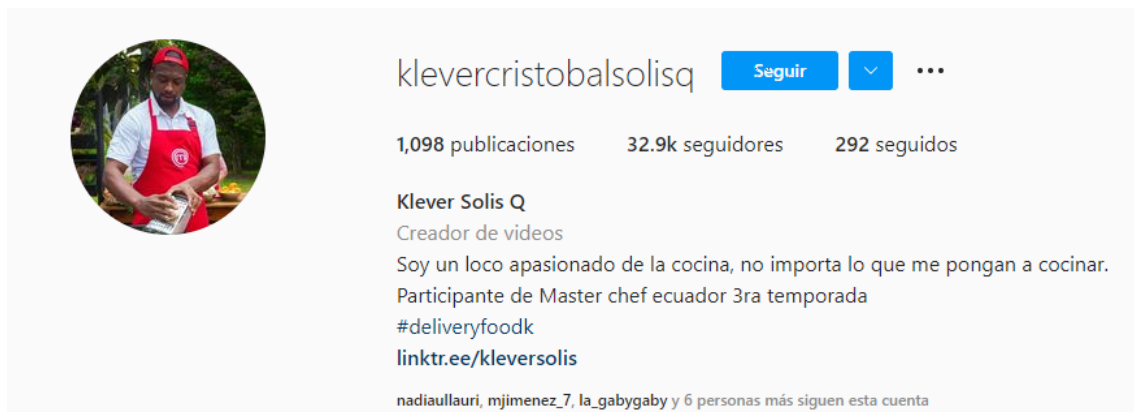 klevercristobalsolisq Seguir
1,098 publicaciones 32.9k seguidores 292 seguidos
Klever Solis Q
Creador de videos
Soy un loco apasionado de la cocina, no importa lo que me pongan a cocinar.
Participante de Master chef ecuador 3ra temporada
#deliveryfoodk
linktr.ee/kleversolis
nadiaullauri, mjimenez_7, la_gabygaby y 6 personas más siguen esta cuenta